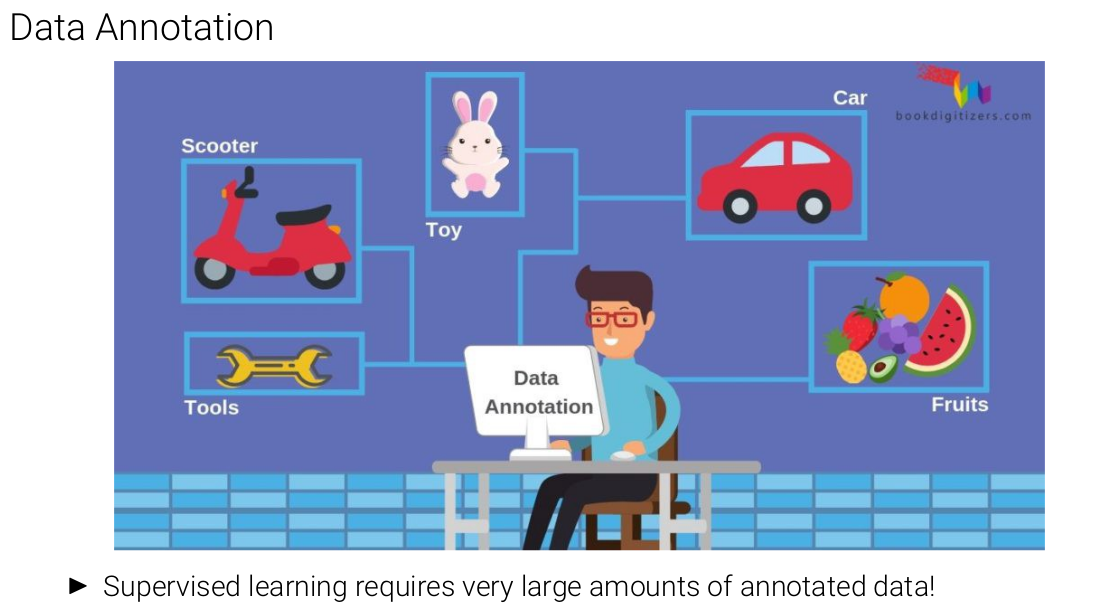 Data Annotation
Car
bookdigitizers.com
Scooter
Toy
Data
Annotation
Tools
Fruits
► Supervised learning requires very large amounts of annotated data!